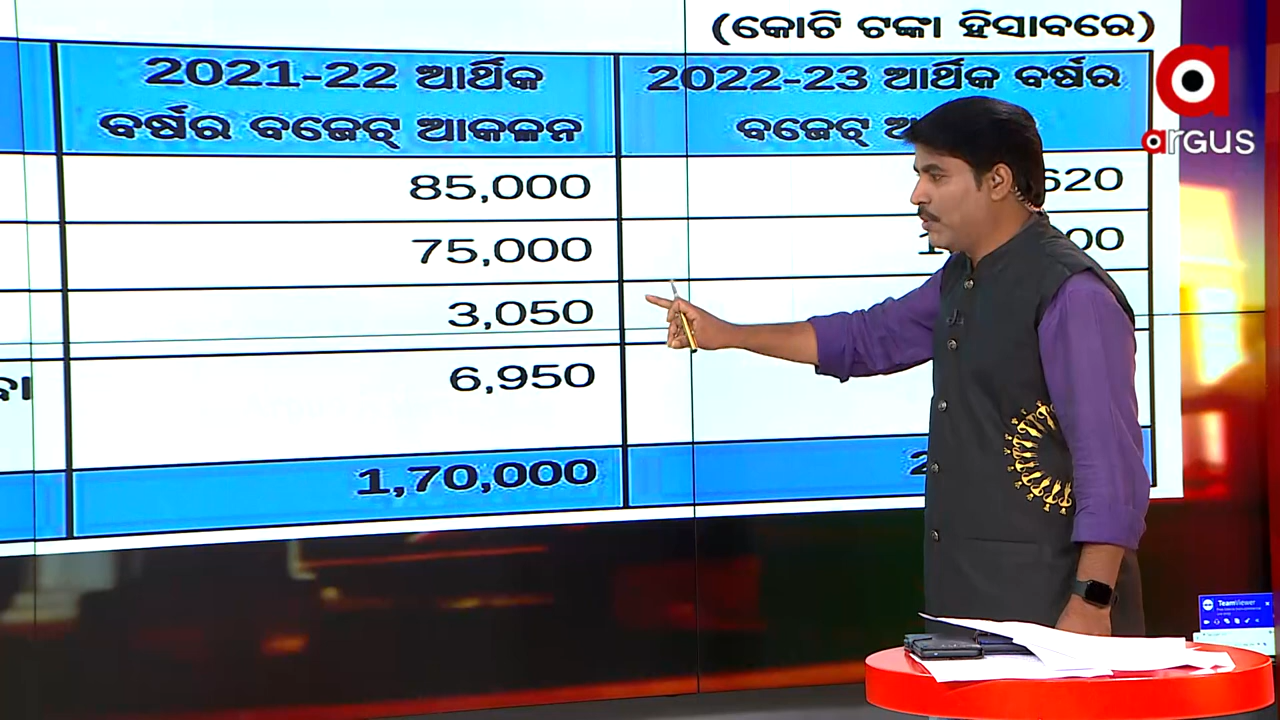 (କୋଟି ଟଙ୍କା ହିସାବରେ)
2021-22 ଆର୍ଥିକ
ବର୍ଷର ବଜେଟ୍ ଆକଳନ
2022-23 ଆର୍ଥିକ ବର୍ଷର
ବଜେଟ୍
85,000
620
75,000
00
3,050
6,950
1,70,000
argus
TeamViewer